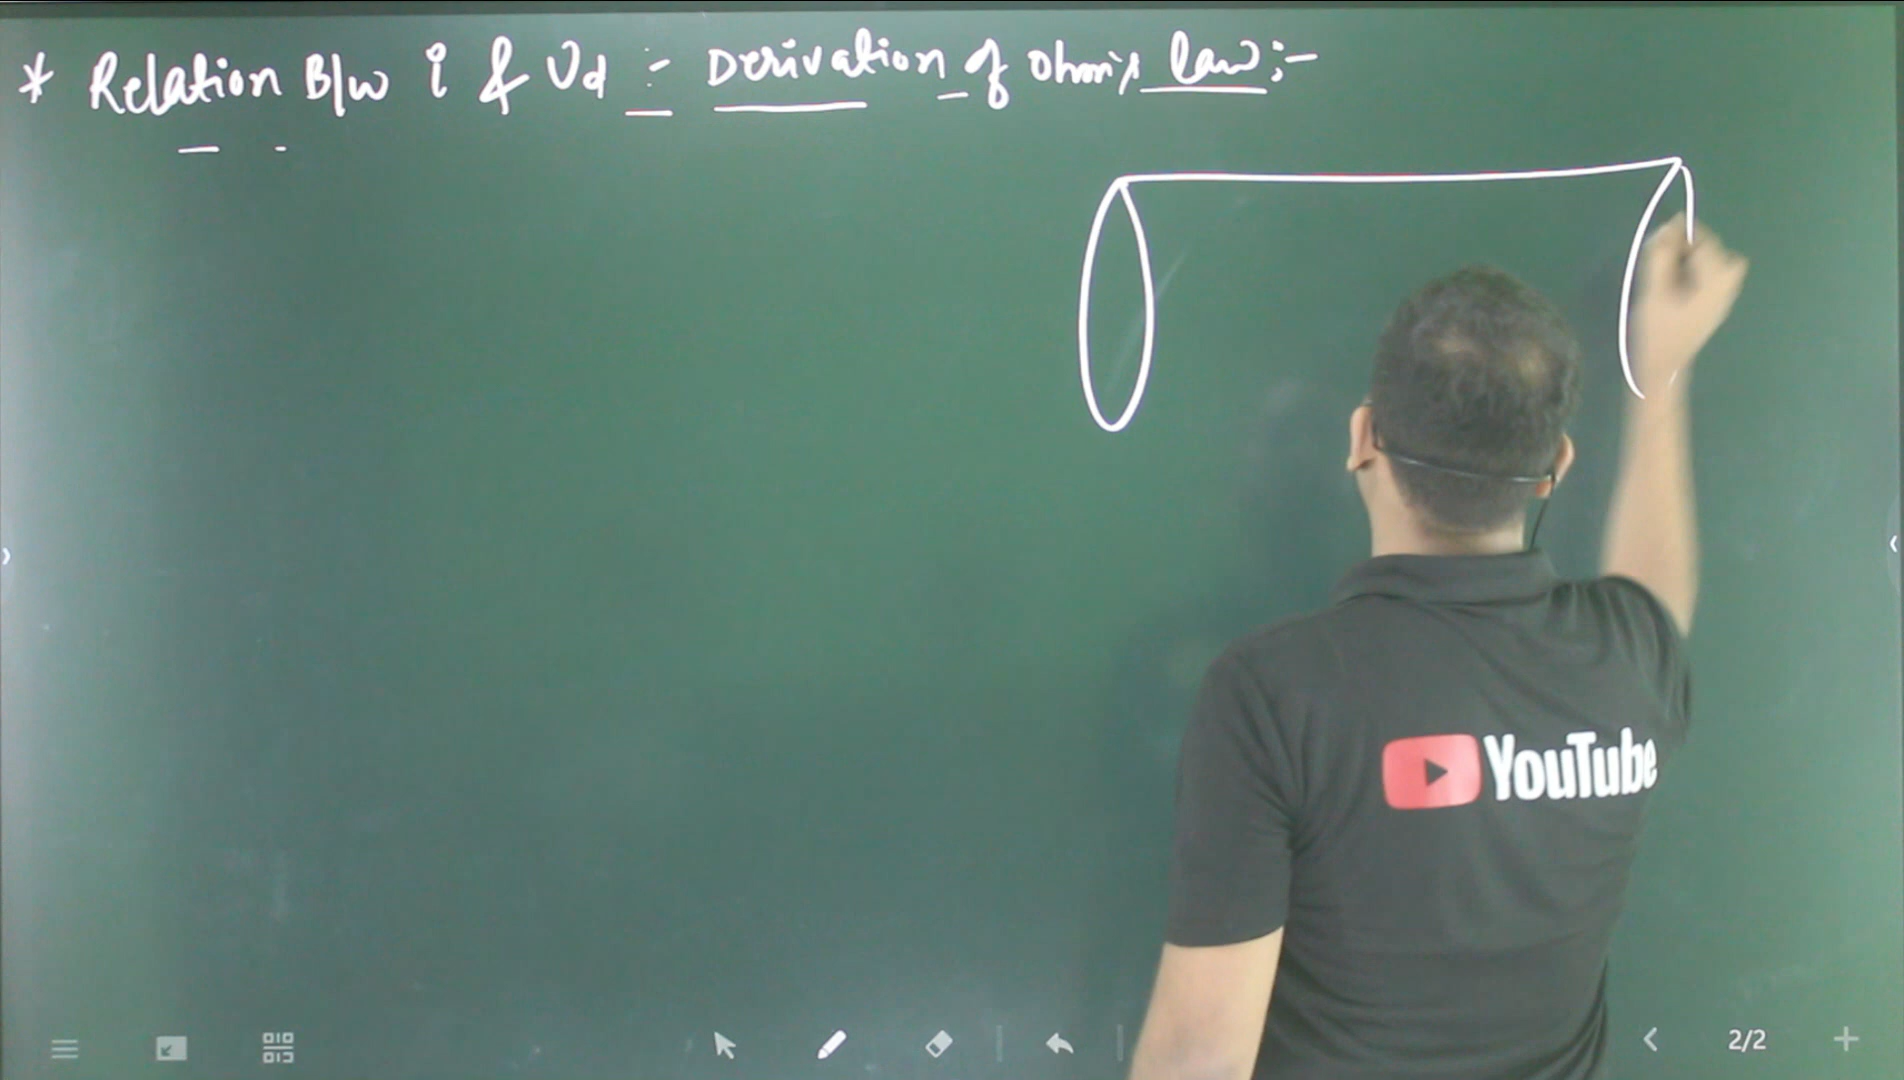 * Relation B/w i & Vd :- Derivation of Ohm's law :-
YouTube
2/2